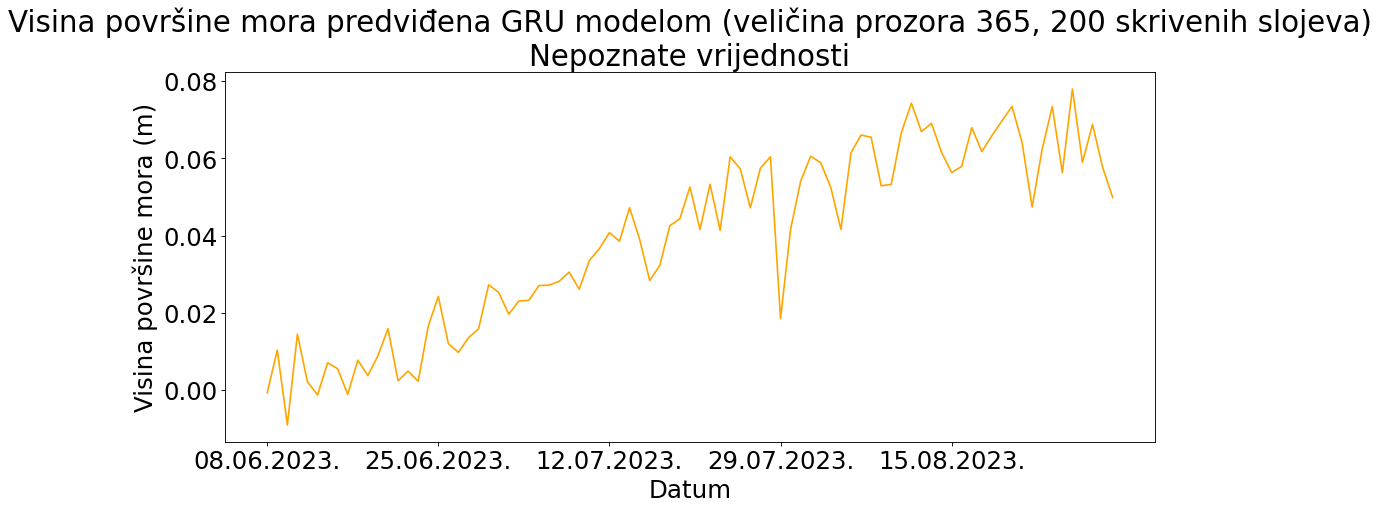 Visina površine mora predviđena GRU modelom (veličina prozora 365, 200 skrivenih slojeva)
Nepoznate vrijednosti
Visina površine mora (m)
0.08
0.06
0.04
0.02
0.00
08.06.2023. 25.06.2023. 12.07.2023. 29.07.2023. 15.08.2023.
Datum